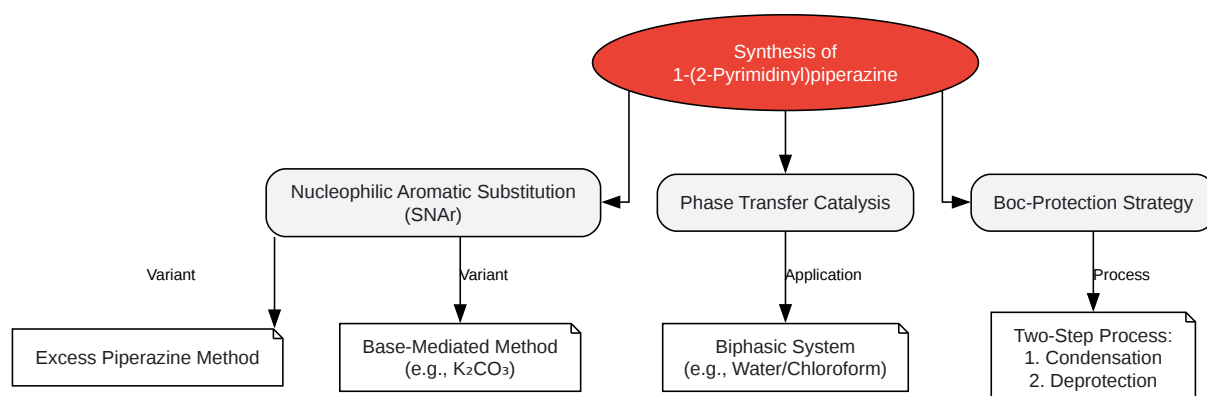 Synthesis of
1-(2-Pyrimidinyl)piperazine
Nucleophilic Aromatic Substitution
(SNAr)
Phase Transfer Catalysis
Boc-Protection Strategy
Variant
Variant
Application
Process
Excess Piperazine Method
Base-Mediated Method
(e.g., K₂CO₃)
Biphasic System
(e.g., Water/Chloroform)
Two-Step Process:
1. Condensation
2. Deprotection